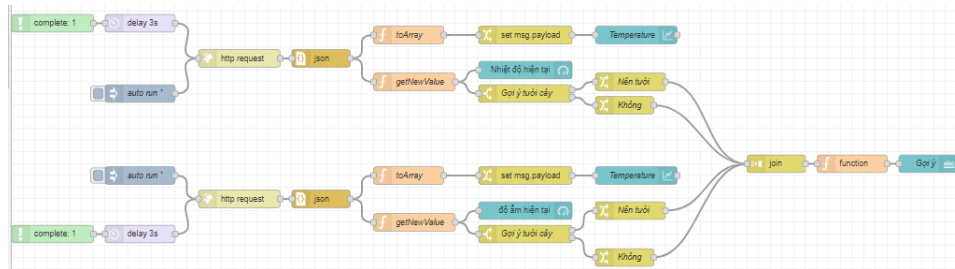 complete: 1
delay 3s
toArray
set msg.payload
Temperature
http request
json
Nhiệt độ hiện tại
getNewValue
Nên tưới
auto run ¹
Gợi ý tưới cây
Không
join
function
Gợi ý
auto run ¹
toArray
set msg.payload
Temperature
http request
json
độ ẩm hiện tại
Nên tưới
getNewValue
complete: 1
delay 3s
Gợi ý tưới cây
Không